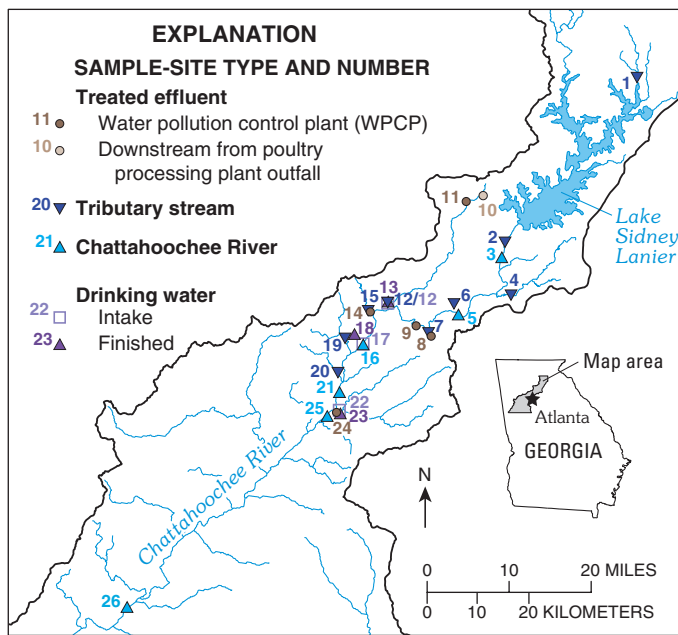 EXPLANATION
SAMPLE-SITE TYPE AND NUMBER
Treated effluent
11 Water pollution control plant (WPCP)
10 Downstream from poultry
processing plant outfall
20 Tributary stream
21 Chattahoochee River
Drinking water
22 Intake
23 Finished
1
11
10
Lake
Sidney
Lanier
2
3
4
13
15
12/12
6
14
5
18
9
7
17
8
19
16
20
21
22
25
23
24
Chattahoochee River
26
Map area
Atlanta
GEORGIA
N
0 10 20 MILES
0 10 20 KILOMETERS